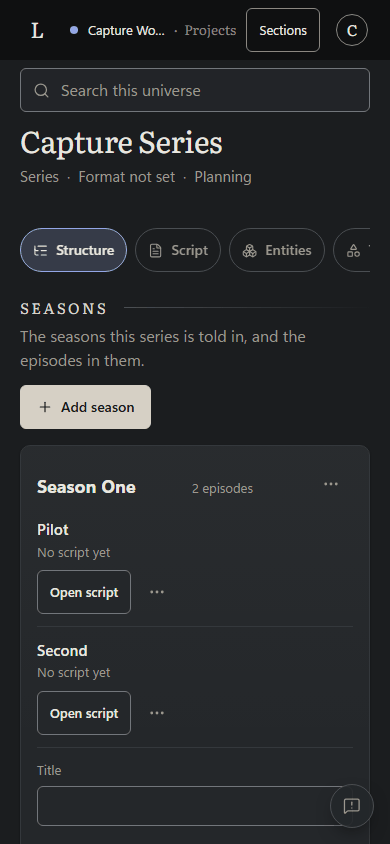 L
Capture Wo... · Projects
Sections
C
Search this universe
Capture Series
Series · Format not set · Planning
Structure
Script
Entities
SEASONS
The seasons this series is told in, and the
episodes in them.
+ Add season
Season One
2 episodes
...
Pilot
No script yet
Open script
...
Second
No script yet
Open script
...
Title